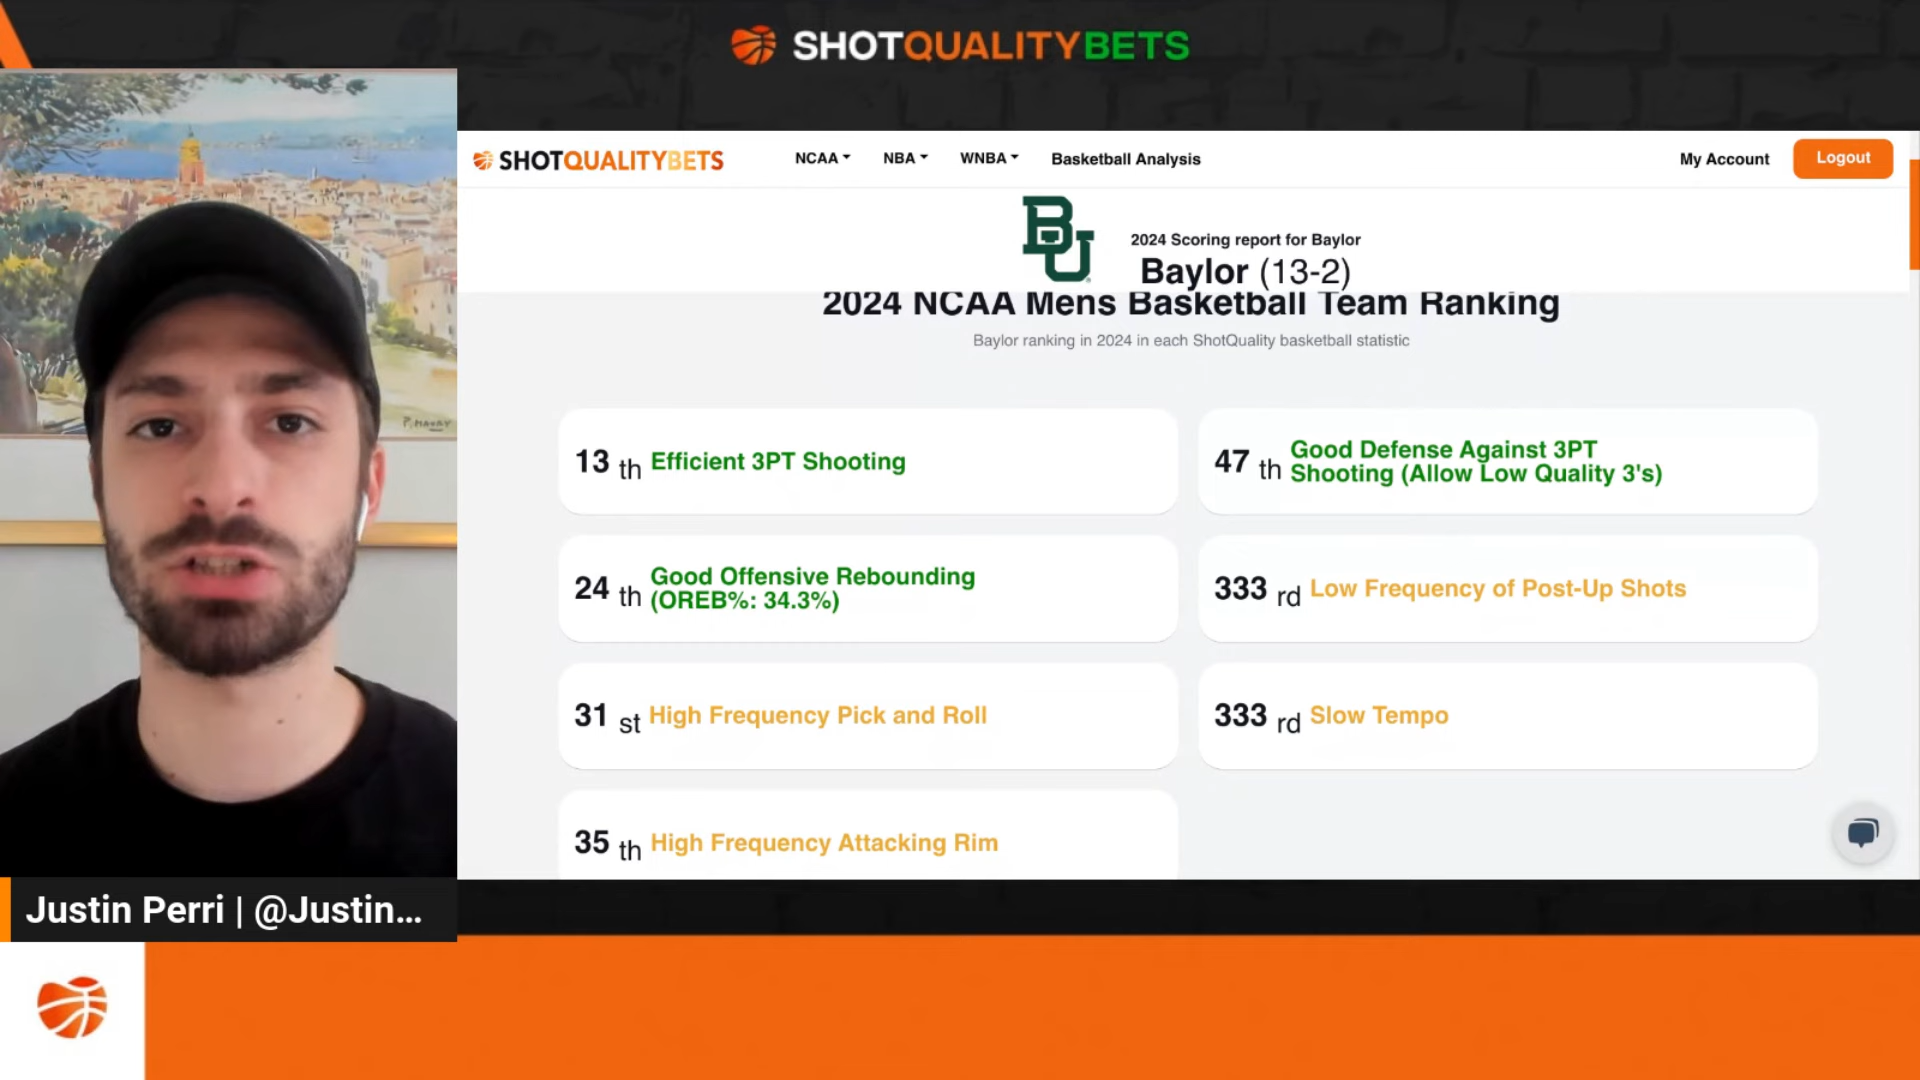 SHOTQUALITYBETS
SHOTQUALITYBETS
NCAA
NBA
WNBA
Basketball Analysis
My Account
Logout
2024 Scoring report for Baylor
Baylor (13-2)
2024 NCAA Mens Basketball Team Ranking
Baylor ranking in 2024 in each ShotQuality basketball statistic
13 th Efficient 3PT Shooting
47 th Good Defense Against 3PT
Shooting (Allow Low Quality 3's)
24 th Good Offensive Rebounding
(OREB%: 34.3%)
333 rd Low Frequency of Post-Up Shots
31 st High Frequency Pick and Roll
333 rd Slow Tempo
35 th High Frequency Attacking Rim
Justin Perri | @Justin...